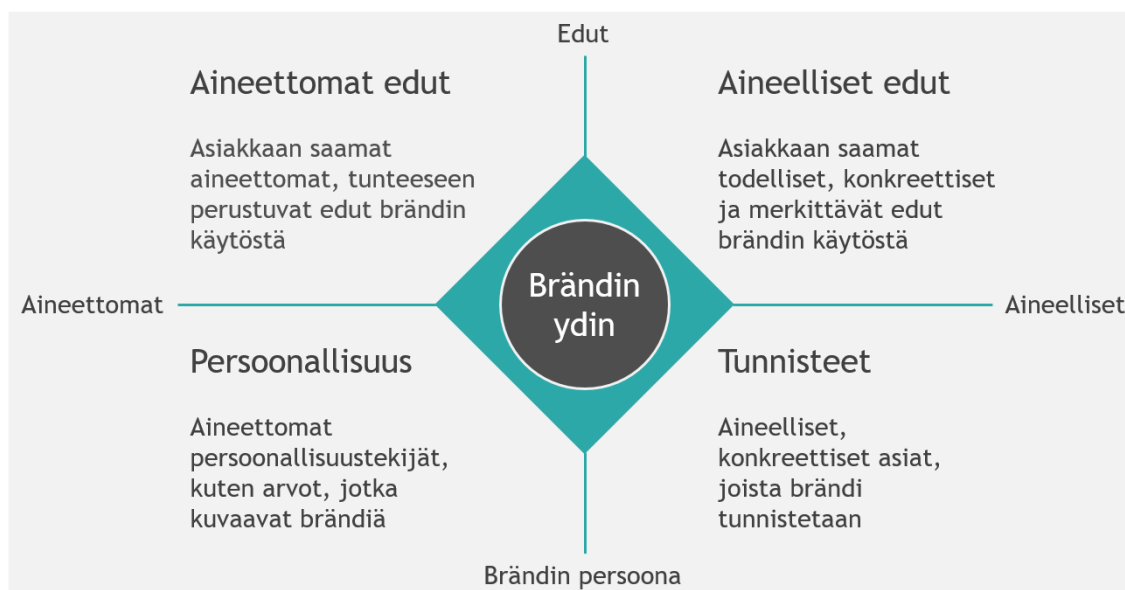 Edut
Aineettomat edut
Asiakkaan saamat
aineettomat, tunteeseen
perustuvat edut brändin
käytöstä
Aineelliset edut
Asiakkaan saamat
todelliset, konkreettiset
ja merkittävät edut
brändin käytöstä
Aineettomat
Brändin
ydin
Aineelliset
Persoonallisuus
Aineettomat
persoonallisuustekijät,
kuten arvot, jotka
kuvaavat brändiä
Tunnisteet
Aineelliset,
konkreettiset asiat,
joista brändi
tunnistetaan
Brändin persoona